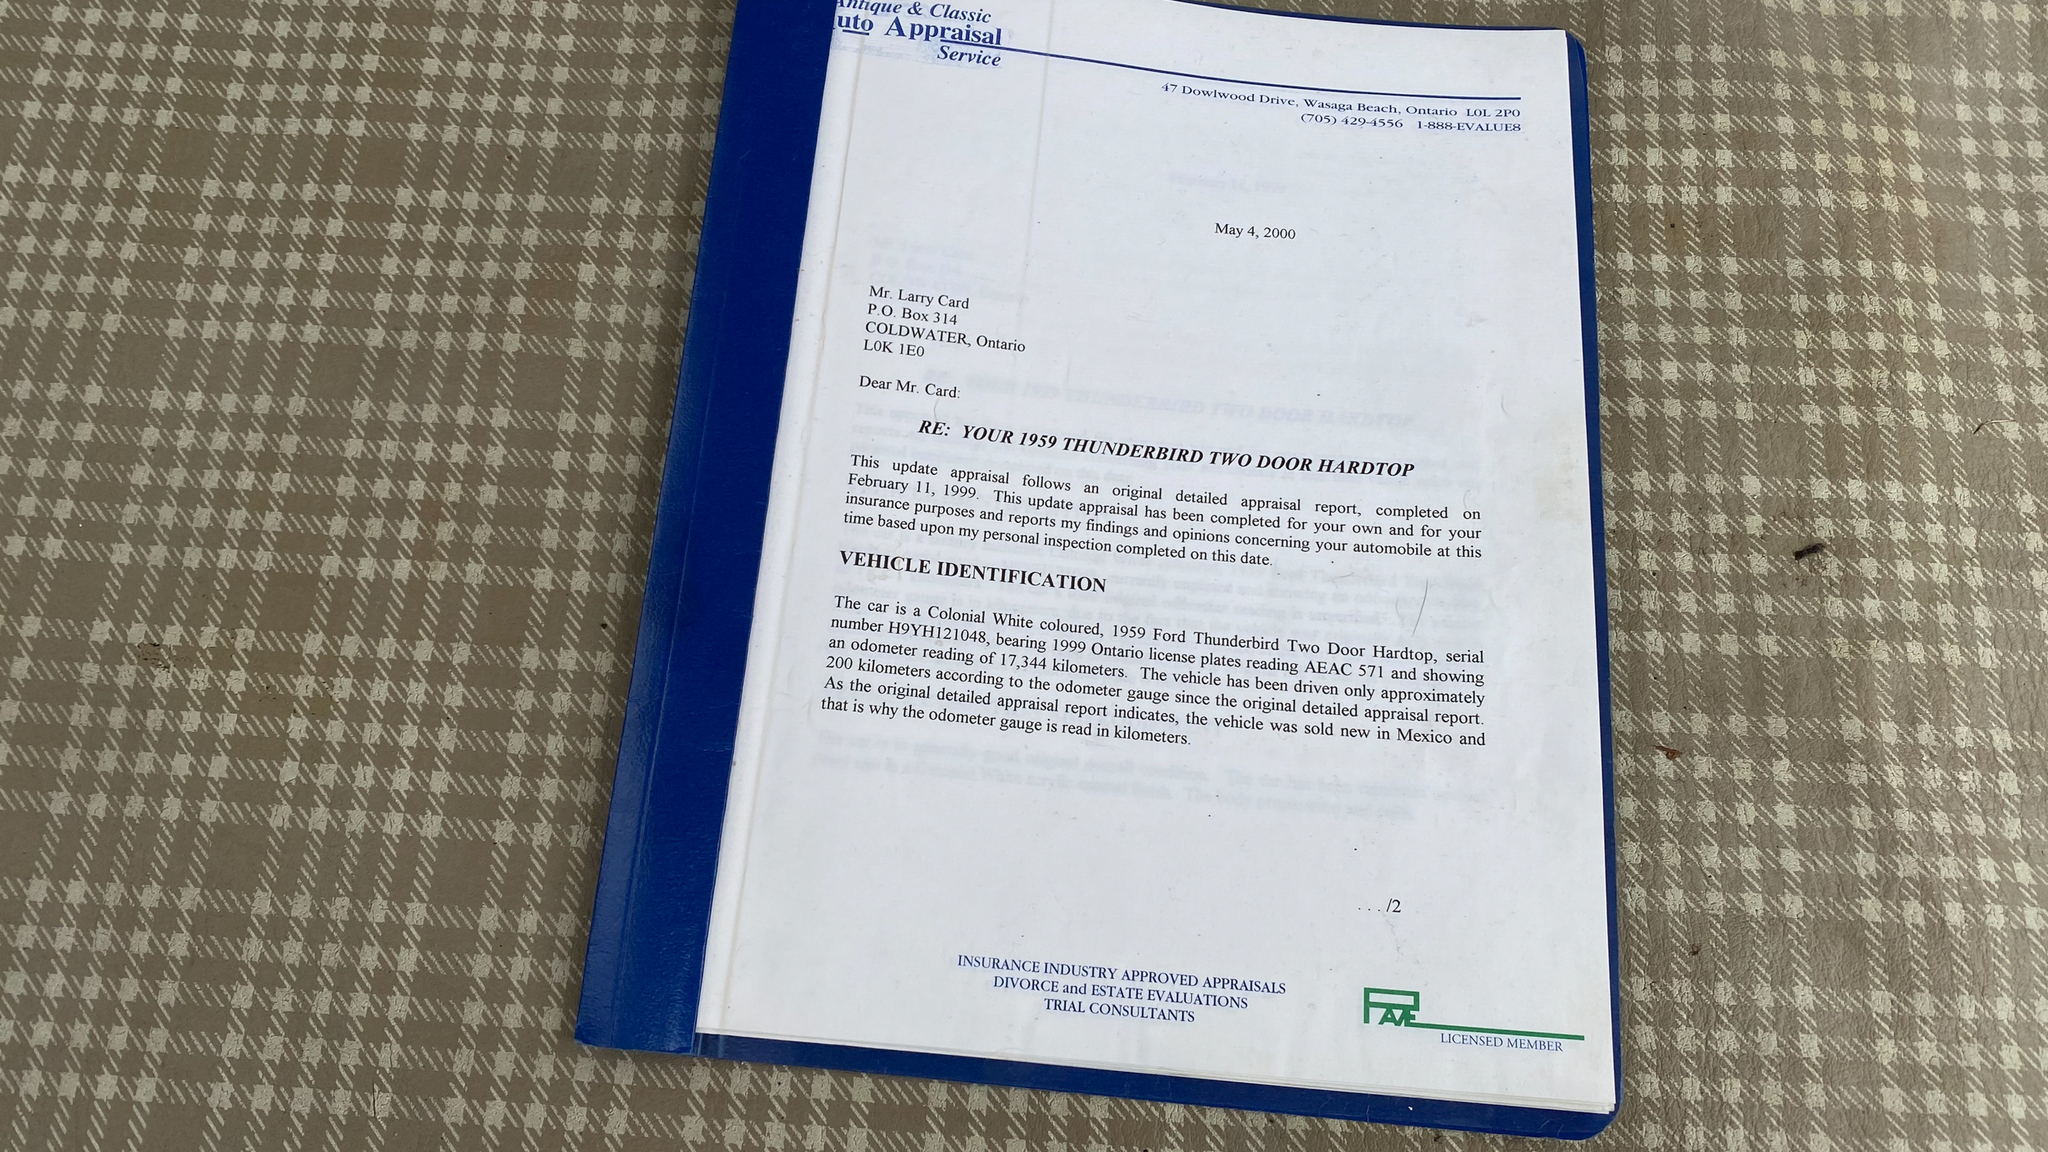 Antique & Classic
uto Appraisal
Service
47 Dowlwood Drive, Wasaga Beach, Ontario L0L 2P0
(705) 429-4556 1-888-EVALUE8
May 4, 2000
Mr. Larry Card
P.O. Box 314
COLDWATER, Ontario
L0K 1E0
Dear Mr. Card:
RE: YOUR 1959 THUNDERBIRD TWO DOOR HARDTOP
This update appraisal follows an original detailed appraisal report, completed on
February 11, 1999. This update appraisal has been completed for your own and for your
insurance purposes and reports my findings and opinions concerning your automobile at this
time based upon my personal inspection completed on this date.
VEHICLE IDENTIFICATION
The car is a Colonial White coloured, 1959 Ford Thunderbird Two Door Hardtop, serial
number H9YH121048, bearing 1999 Ontario license plates reading AEAC 571 and showing
an odometer reading of 17,344 kilometers. The vehicle has been driven only approximately
200 kilometers according to the odometer gauge since the original detailed appraisal report.
As the original detailed appraisal report indicates, the vehicle was sold new in Mexico and
that is why the odometer gauge is read in kilometers.
. . . /2
INSURANCE INDUSTRY APPROVED APPRAISALS
DIVORCE and ESTATE EVALUATIONS
TRIAL CONSULTANTS
PAVE
LICENSED MEMBER